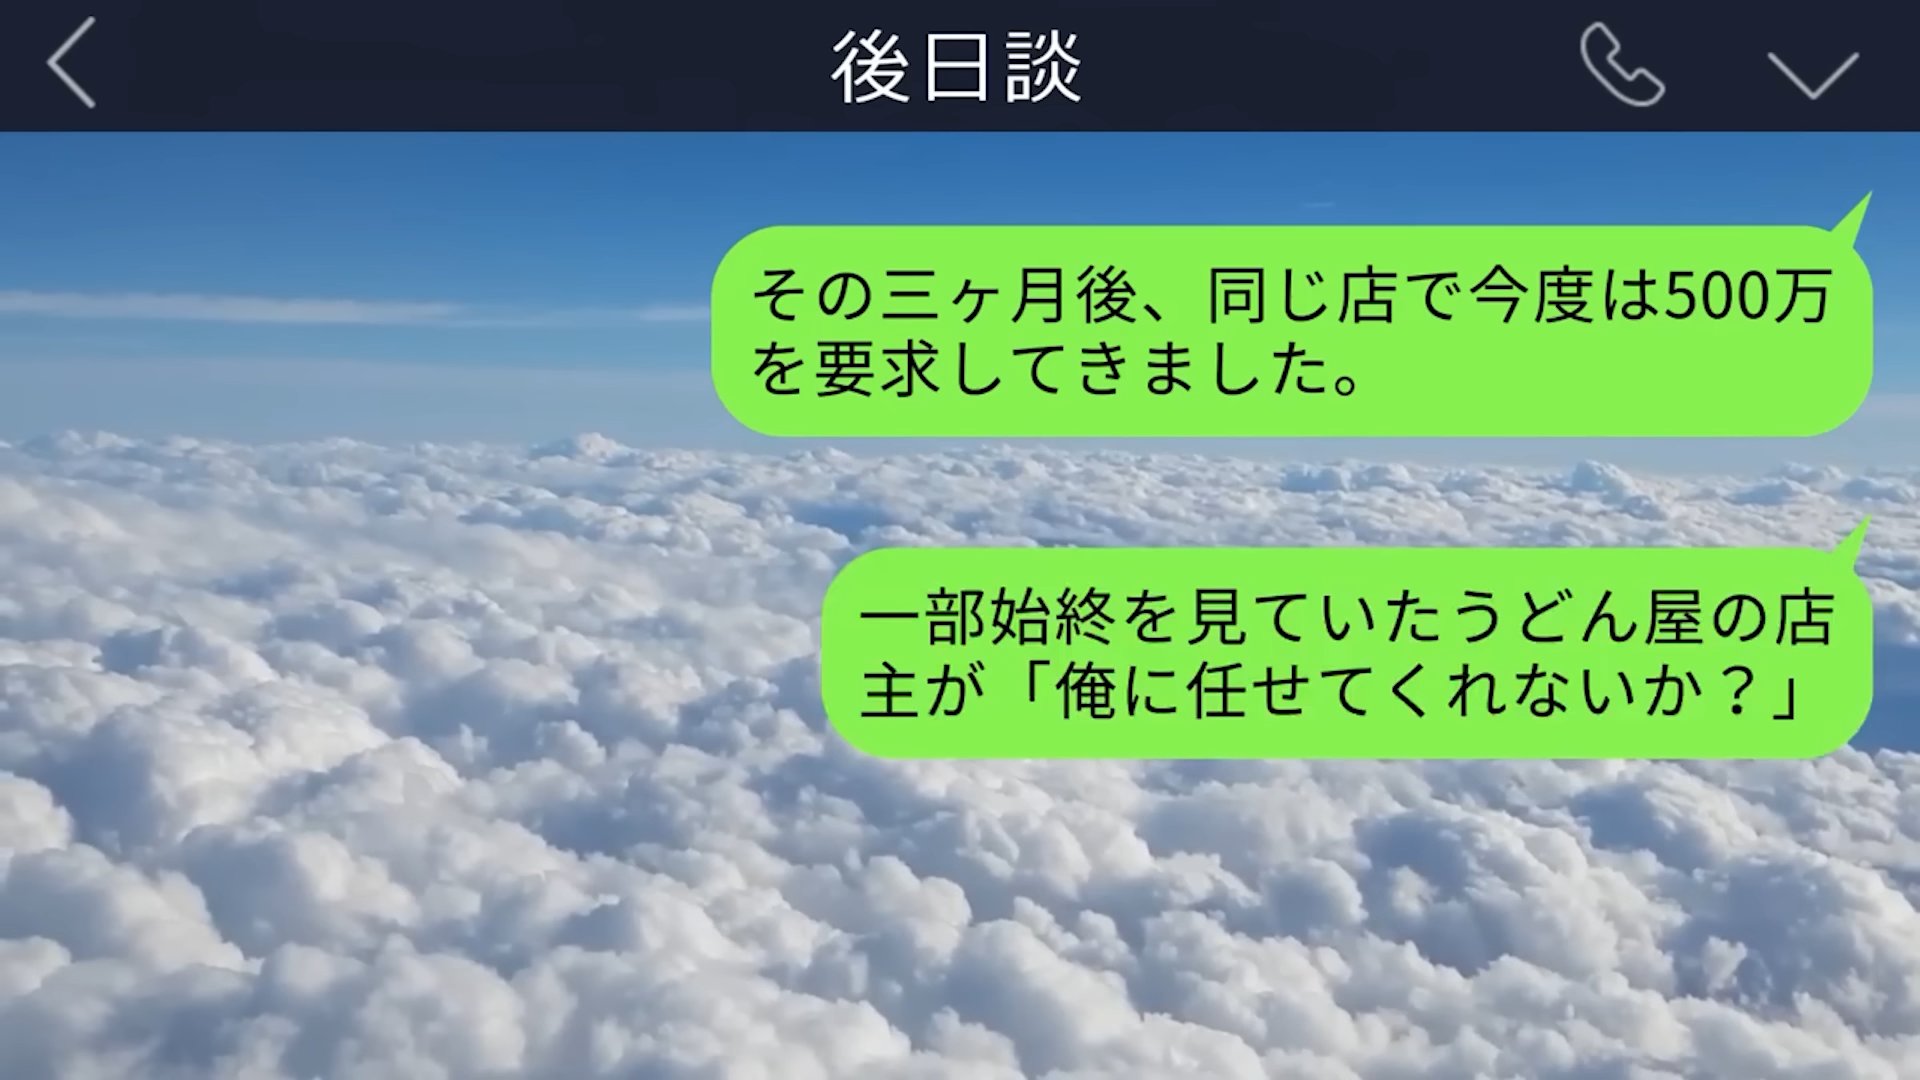 後日談
その三ヶ月後、同じ店で今度は500万
を要求してきました。
一部始終を見ていたうどん屋の店
主が「俺に任せてくれないか？」